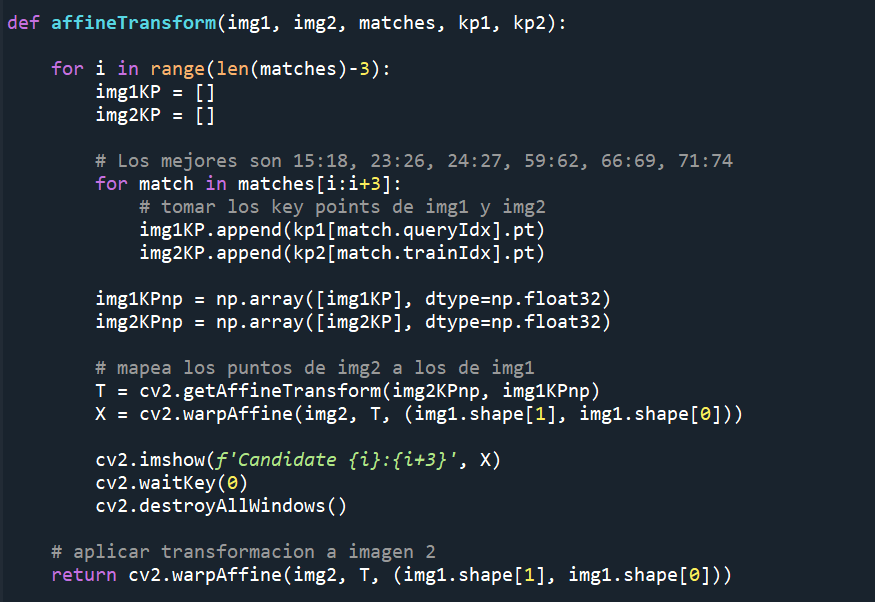 def affineTransform(img1, img2, matches, kp1, kp2):
for i in range(len(matches)-3):
img1KP = []
img2KP = []
# Los mejores son 15:18, 23:26, 24:27, 59:62, 66:69, 71:74
for match in matches[i:i+3]:
# tomar los key points de img1 y img2
img1KP.append(kp1[match.queryIdx].pt)
img2KP.append(kp2[match.trainIdx].pt)
img1KPnp = np.array([img1KP], dtype=np.float32)
img2KPnp = np.array([img2KP], dtype=np.float32)
# mapea los puntos de img2 a los de img1
T = cv2.getAffineTransform(img2KPnp, img1KPnp)
X = cv2.warpAffine(img2, T, (img1.shape[1], img1.shape[0]))
cv2.imshow(f'Candidate {i}:{i+3}', X)
cv2.waitKey(0)
cv2.destroyAllWindows()
# aplicar transformacion a imagen 2
return cv2.warpAffine(img2, T, (img1.shape[1], img1.shape[0]))